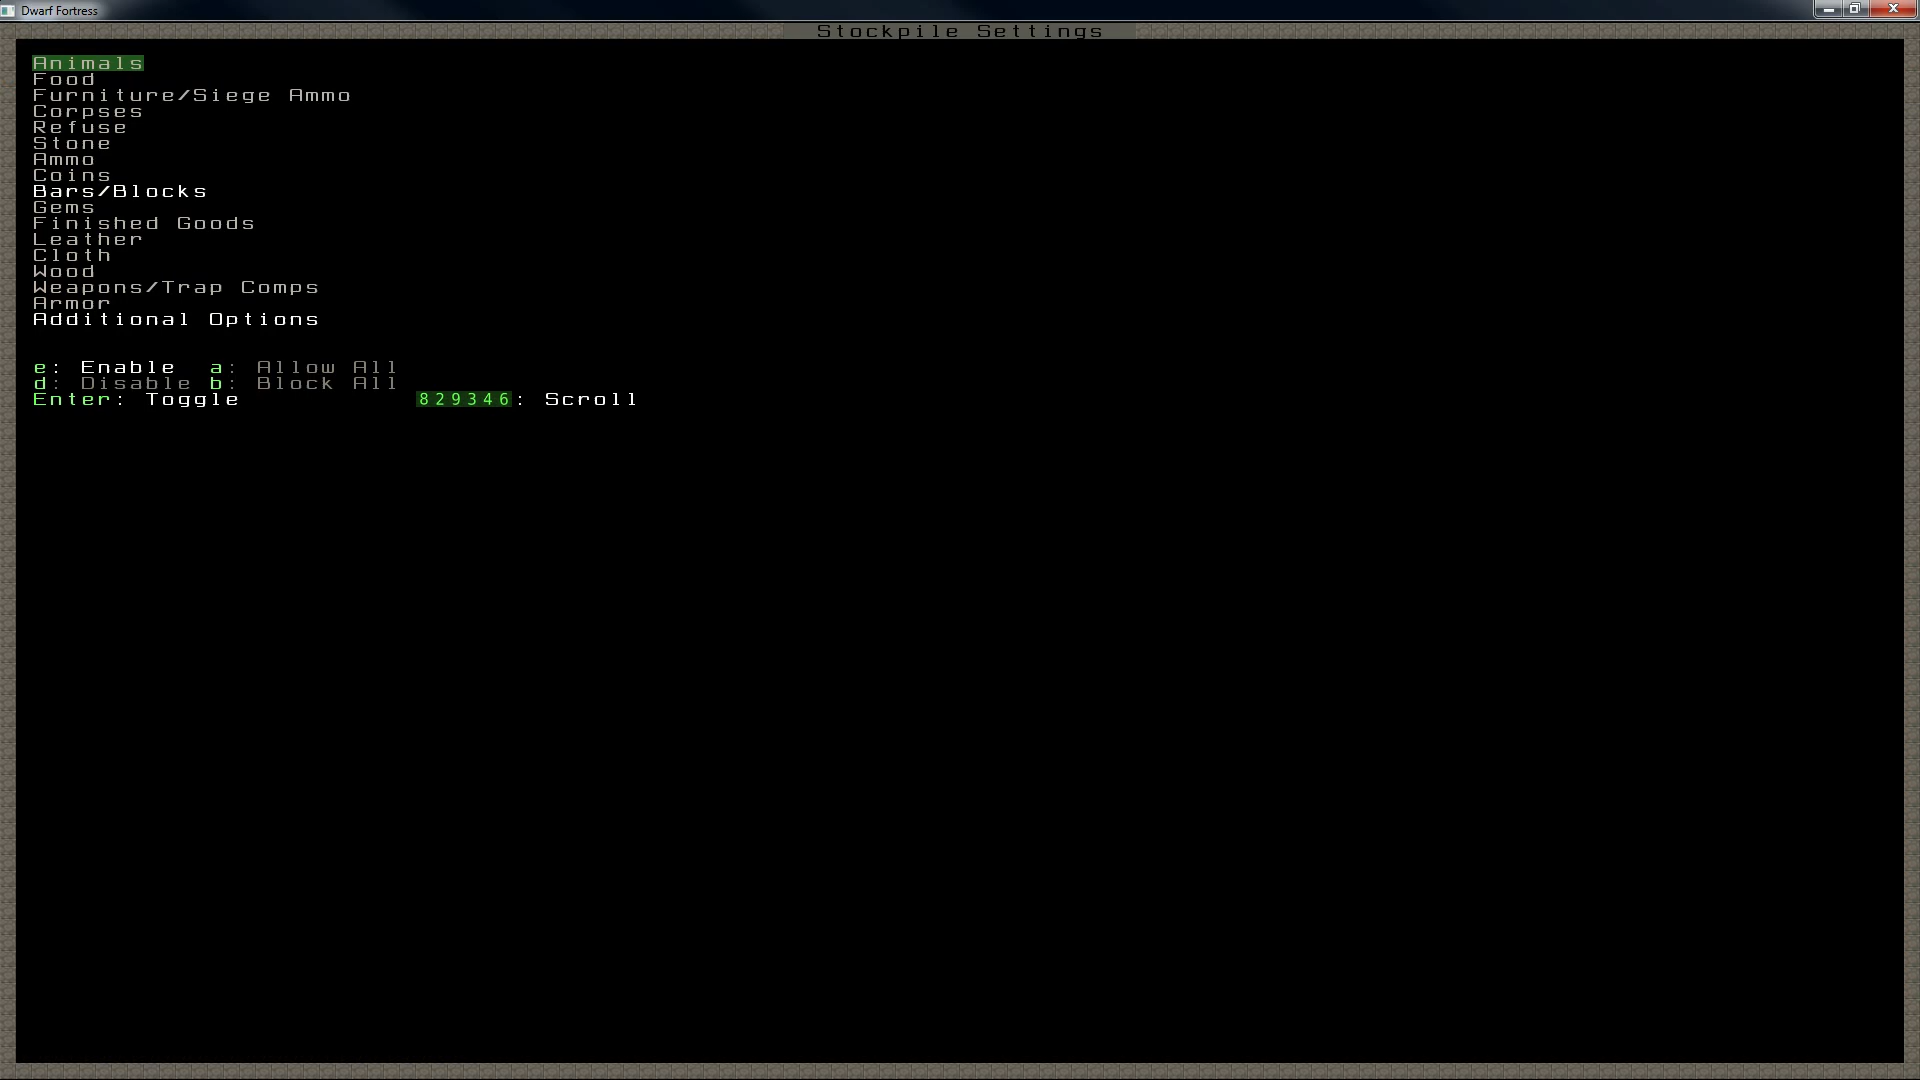 Dwarf Fortress
Stockpile Settings
Animals
Food
Furniture/Siege Ammo
Corpses
Refuse
Stone
Ammo
Coins
Bars/Blocks
Gems
Finished Goods
Leather
Cloth
Wood
Weapons/Trap Comps
Armor
Additional Options
e: Enable a: Allow All
d: Disable b: Block All
Enter: Toggle 829346: Scroll